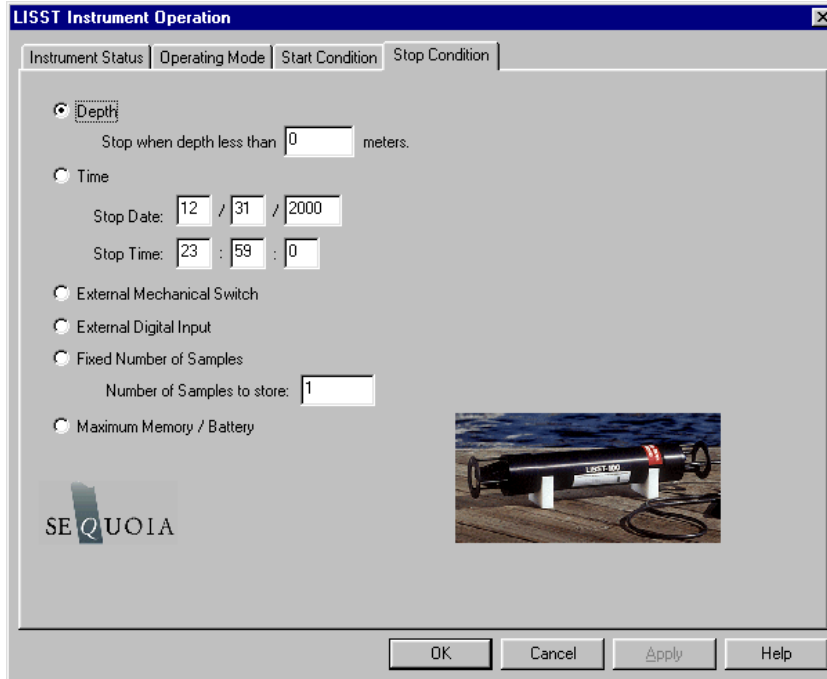 LISST Instrument Operation
Instrument Status Operating Mode Start Condition Stop Condition
Depth
Stop when depth less than 0 meters.
Time
Stop Date: 12 / 31 / 2000
Stop Time: 23 : 59 : 0
External Mechanical Switch
External Digital Input
Fixed Number of Samples
Number of Samples to store: 1
Maximum Memory / Battery
LISST-100
SEQUOIA
OK Cancel Apply Help